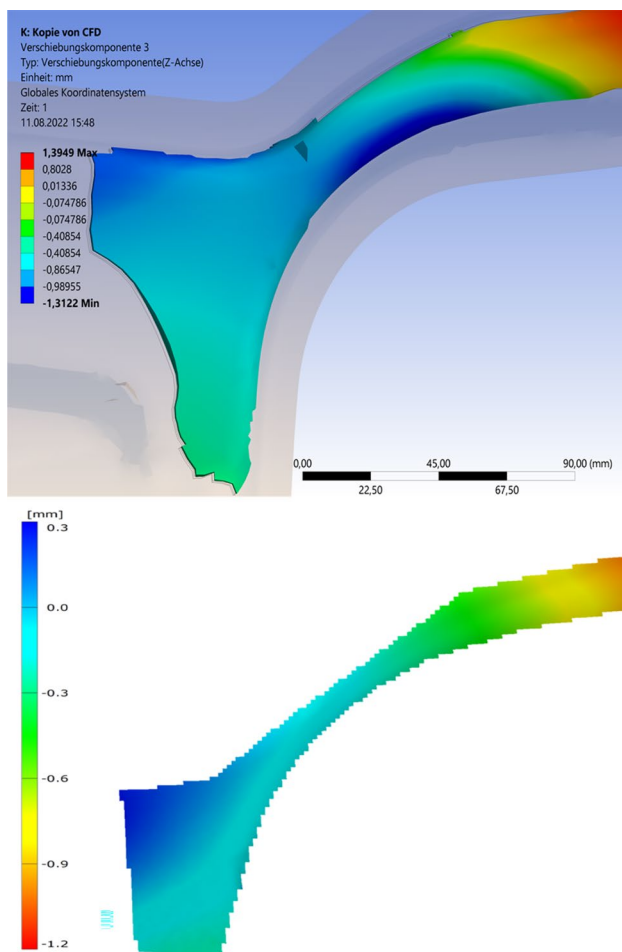 K: Kopie von CFD
Verschiebungskomponente 3
Typ: Verschiebungskomponente(Z-Achse)
Einheit: mm
Globales Koordinatensystem
Zeit: 1
11.08.2022 15:48
1,3949 Max
0,8028
0,01336
-0,074786
-0,074786
-0,40854
-0,40854
-0,86547
-0,98955
-1,3122 Min
0,00 45,00 90,00 (mm)
22,50 67,50
[mm]
0.3
0.0
-0.3
-0.6
-0.9
-1.2